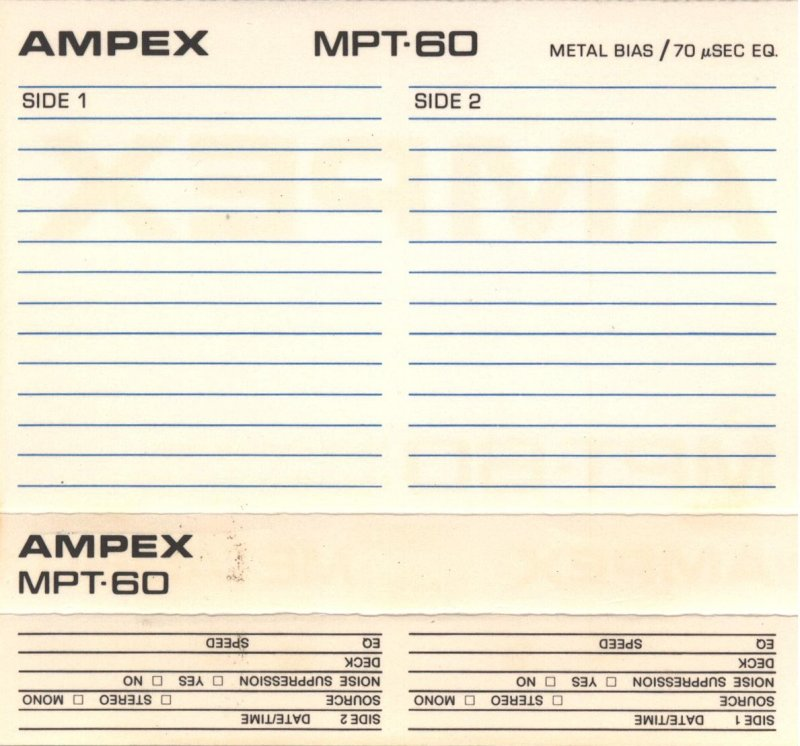 AMPEX MPT-60 METAL BIAS / 70 µSEC EQ.
SIDE 1 SIDE 2
AMPEX
MPT-60
SIDE 1 DATE/TIME
SOURCE □ STEREO □ MONO
NOISE SUPPRESSION □ YES □ NO
DECK
EQ SPEED
SIDE 2 DATE/TIME
SOURCE □ STEREO □ MONO
NOISE SUPPRESSION □ YES □ NO
DECK
EQ SPEED